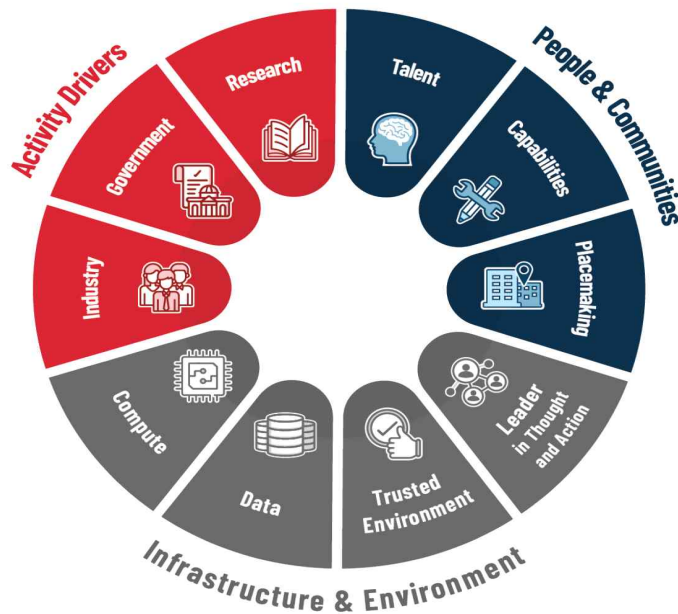 Activity Drivers
Research
Government
Industry
People & Communities
Talent
Capabilities
Placemaking
Infrastructure & Environment
Compute
Data
Trusted
Environment
Leader
in Thought
and Action